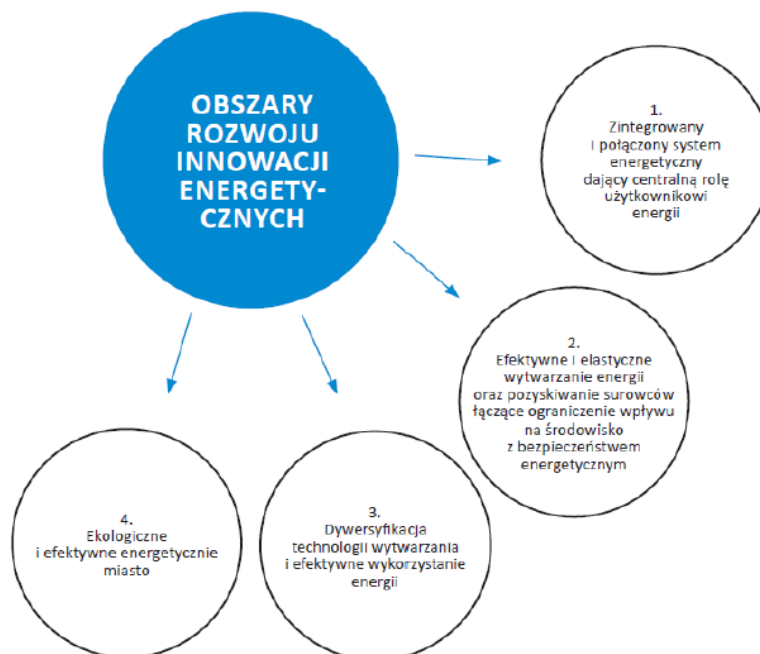 OBSZARY
ROZWOJU
INNOWACJI
ENERGETY-
CZNYCH
1.
Zintegrowany
i połączony system
energetyczny
dający centralną rolę
użytkownikowi
energii
2.
Efektywne i elastyczne
wytwarzanie energii
oraz pozyskiwanie surowców
łączące ograniczenie wpływu
na środowisko
z bezpieczeństwem
energetycznym
3.
Dywersyfikacja
technologii wytwarzania
i efektywne wykorzystanie
energii
4.
Ekologiczne
i efektywne energetycznie
miasto